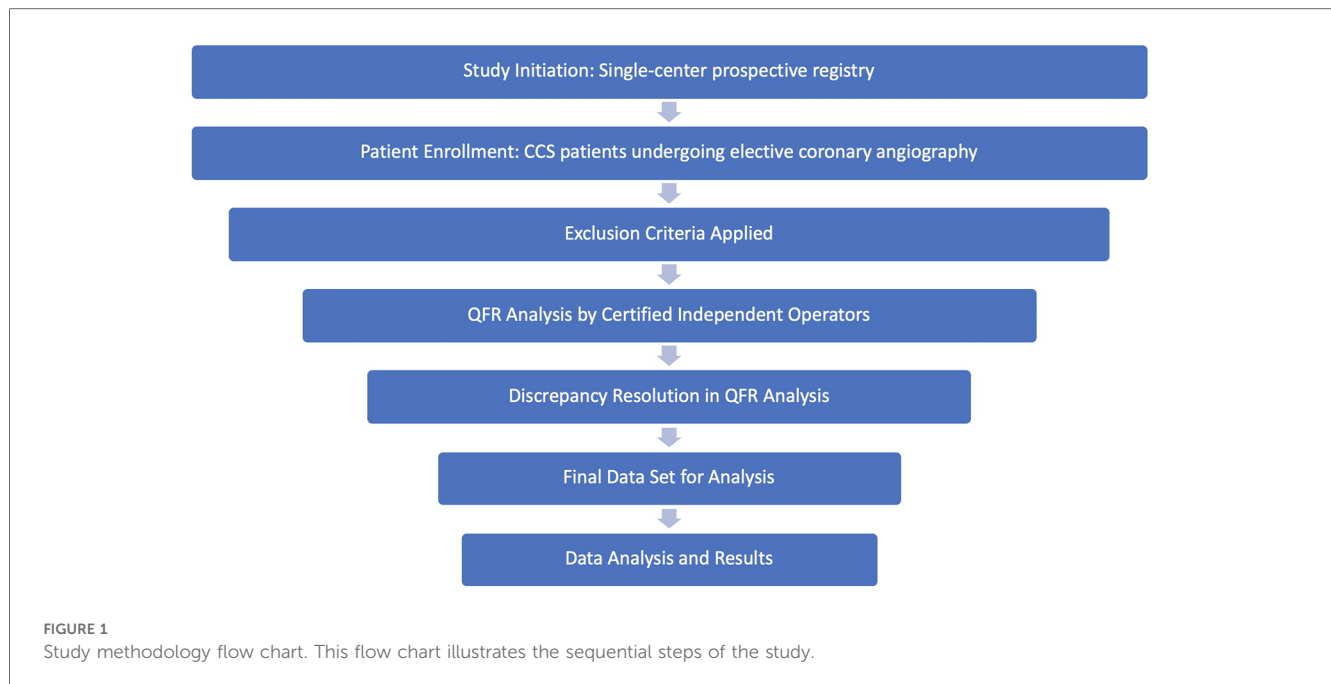 Study Initiation: Single-center prospective registry
Patient Enrollment: CCS patients undergoing elective coronary angiography
Exclusion Criteria Applied
QFR Analysis by Certified Independent Operators
Discrepancy Resolution in QFR Analysis
Final Data Set for Analysis
Data Analysis and Results
FIGURE 1
Study methodology flow chart. This flow chart illustrates the sequential steps of the study.